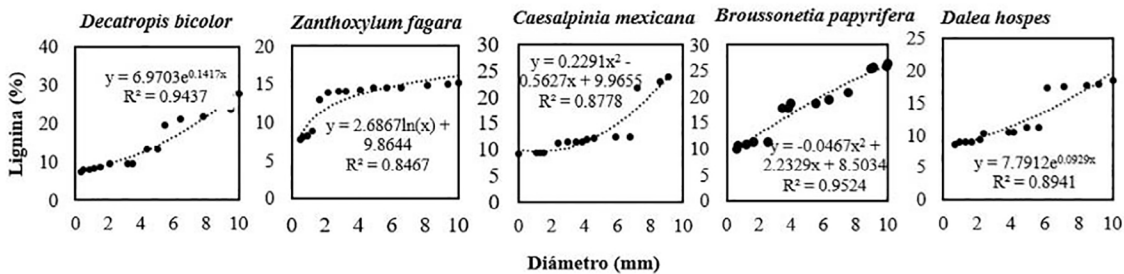 Decatropis bicolor
Zanthoxylum fagara
Caesalpinia mexicana
Broussonetia papyrifera
Dalea hospes
Lignina (%)
40
30
20
10
0
y = 6.9703e^0.1417x
R² = 0.9437
0 2 4 6 8 10
20
15
10
5
0
y = 2.6867ln(x) +
9.8644
R² = 0.8467
0 2 4 6 8 10
30
25
20
15
10
5
0
y = 0.2291x² -
0.5627x + 9.9655
R² = 0.8778
0 2 4 6 8 10
30
25
20
15
10
5
0
y = -0.0467x² +
2.2329x + 8.5034
R² = 0.9524
0 2 4 6 8 10
25
20
15
10
5
0
y = 7.7912e^0.0929x
R² = 0.8941
0 2 4 6 8 10
Diámetro (mm)